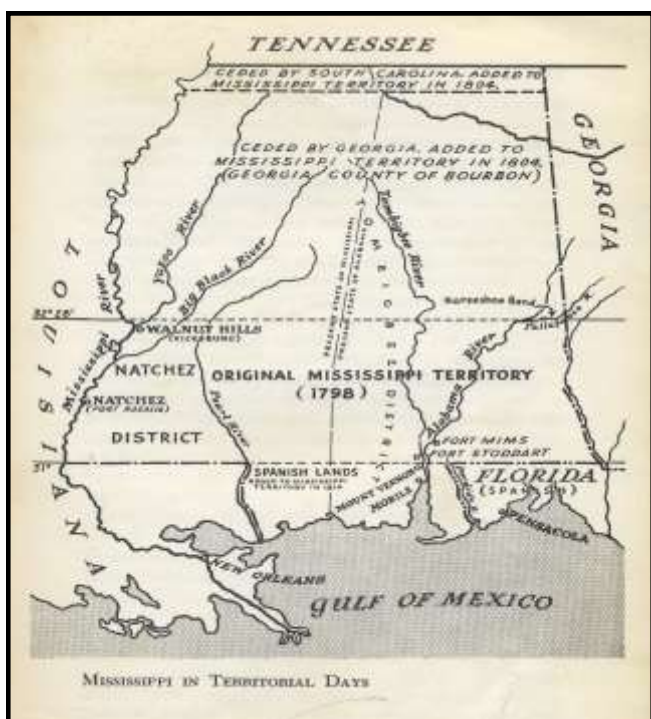 TENNESSEE
CEDED BY SOUTH CAROLINA. ADDED TO
MISSISSIPPI TERRITORY IN 1804.
GEORGIA
CEDED BY GEORGIA. ADDED TO
MISSISSIPPI TERRITORY IN 1804.
(GEORGIA COUNTY OF BOURBON)
LOUISIANA
Mississippi River
Yazoo River
Big Black River
Tombigbee River
TOMBIGBEE DISTRICT
Horseshoe Bend
WALNUT HILLS
(VICKSBURG)
NATCHEZ
DISTRICT
NATCHEZ
Pearl River
ORIGINAL MISSISSIPPI TERRITORY
(1798)
Alabama River
FORT MIMS
FORT STODDART
31°
SPANISH LANDS
MOUNT VERNON
MOBILE
FLORIDA
(SPANISH)
PENSACOLA
NEW ORLEANS
GULF OF MEXICO
MISSISSIPPI IN TERRITORIAL DAYS